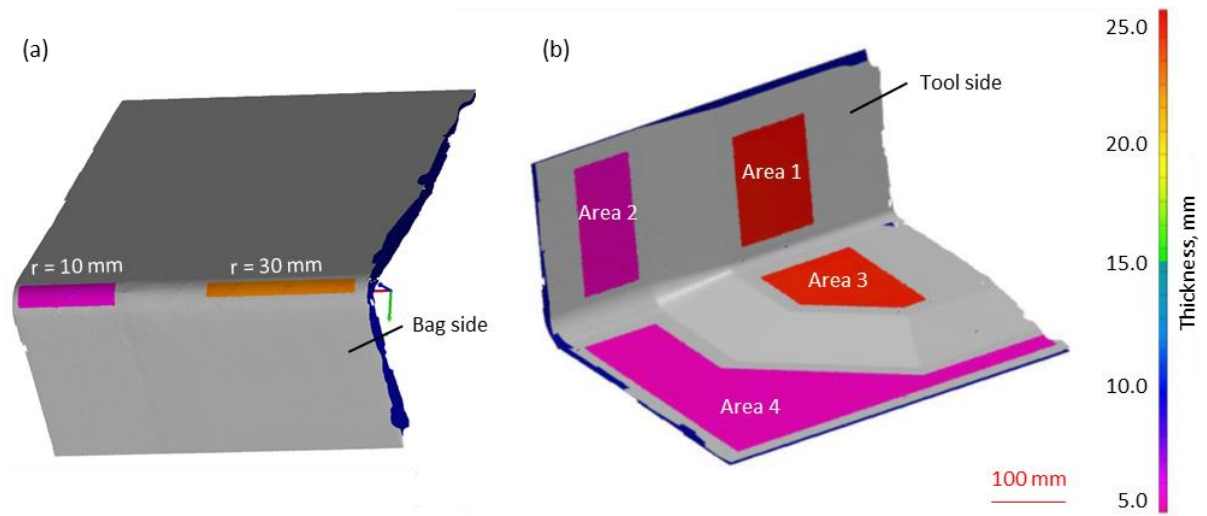 (a)
r = 10 mm
r = 30 mm
Bag side
(b)
Tool side
Area 1
Area 2
Area 3
Area 4
100 mm
25.0
20.0
15.0
10.0
5.0
Thickness, mm